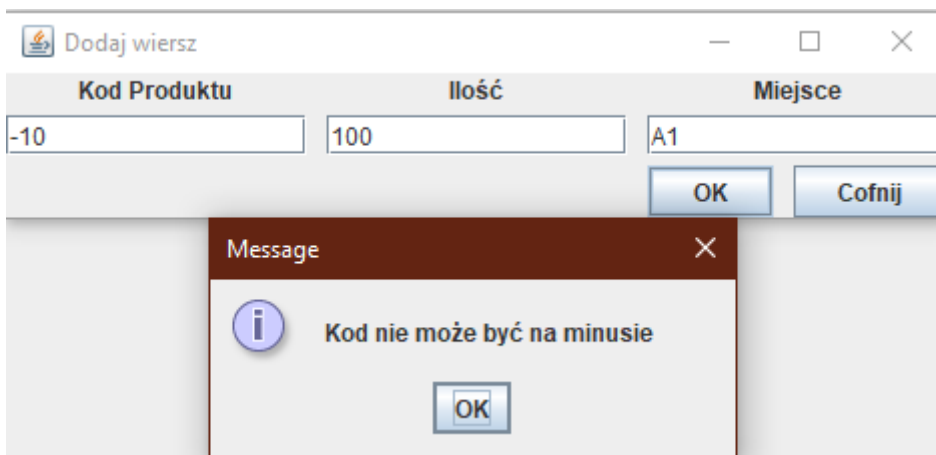 Dodaj wiersz
Kod Produktu Ilość Miejsce
-10 100 A1
OK Cofnij
Message
i
Kod nie może być na minusie
OK